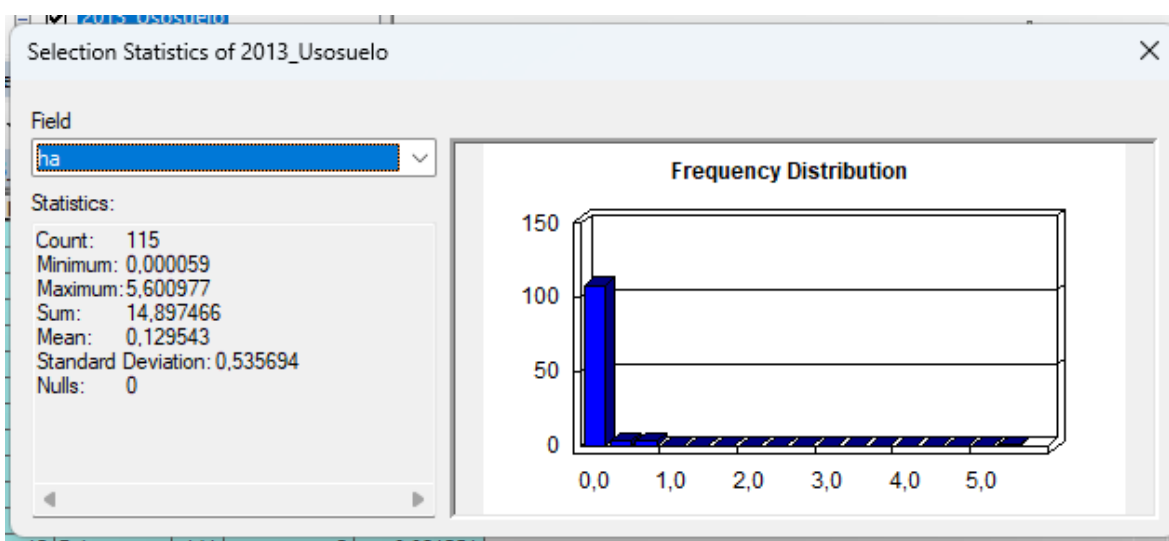 2013_Ususuelo
Selection Statistics of 2013_Usosuelo
Field
ha
Statistics:
Count: 115
Minimum: 0,000059
Maximum: 5,600977
Sum: 14,897466
Mean: 0,129543
Standard Deviation: 0,535694
Nulls: 0
Frequency Distribution
150
100
50
0
0,0 1,0 2,0 3,0 4,0 5,0